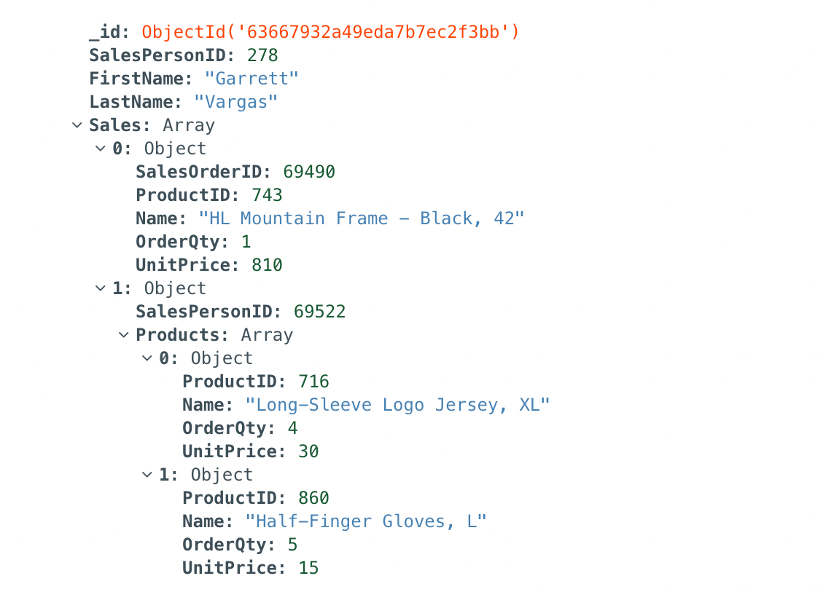 _id: ObjectId('63667932a49eda7b7ec2f3bb')
SalesPersonID: 278
FirstName: "Garrett"
LastName: "Vargas"
Sales: Array
0: Object
SalesOrderID: 69490
ProductID: 743
Name: "HL Mountain Frame - Black, 42"
OrderQty: 1
UnitPrice: 810
1: Object
SalesPersonID: 69522
Products: Array
0: Object
ProductID: 716
Name: "Long-Sleeve Logo Jersey, XL"
OrderQty: 4
UnitPrice: 30
1: Object
ProductID: 860
Name: "Half-Finger Gloves, L"
OrderQty: 5
UnitPrice: 15